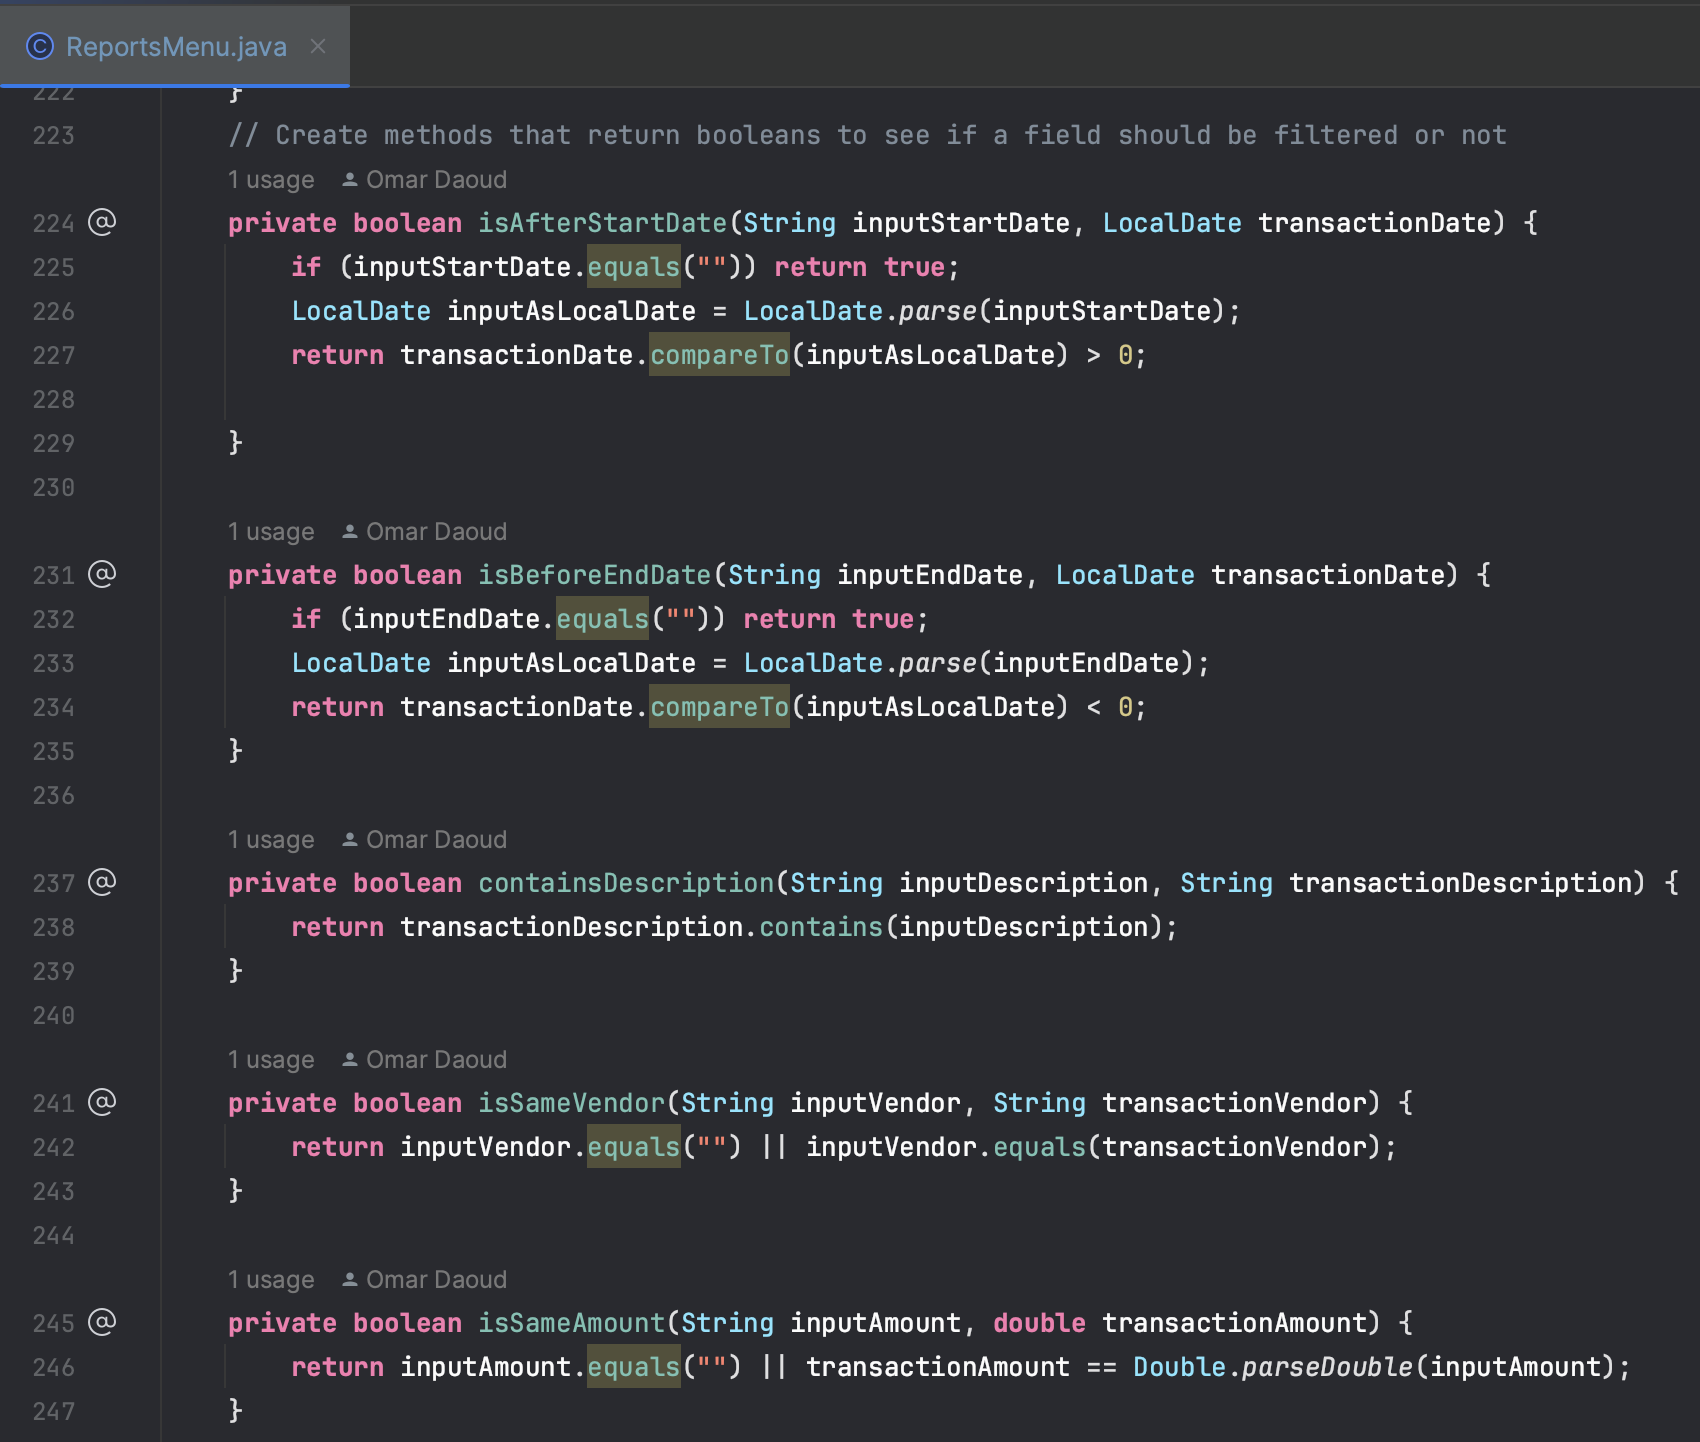 ReportsMenu.java
222 }
223 // Create methods that return booleans to see if a field should be filtered or not
1 usage Omar Daoud
224 @ private boolean isAfterStartDate(String inputStartDate, LocalDate transactionDate) {
225 if (inputStartDate.equals("")) return true;
226 LocalDate inputAsLocalDate = LocalDate.parse(inputStartDate);
227 return transactionDate.compareTo(inputAsLocalDate) > 0;
228
229 }
230
1 usage Omar Daoud
231 @ private boolean isBeforeEndDate(String inputEndDate, LocalDate transactionDate) {
232 if (inputEndDate.equals("")) return true;
233 LocalDate inputAsLocalDate = LocalDate.parse(inputEndDate);
234 return transactionDate.compareTo(inputAsLocalDate) < 0;
235 }
236
1 usage Omar Daoud
237 @ private boolean containsDescription(String inputDescription, String transactionDescription) {
238 return transactionDescription.contains(inputDescription);
239 }
240
1 usage Omar Daoud
241 @ private boolean isSameVendor(String inputVendor, String transactionVendor) {
242 return inputVendor.equals("") || inputVendor.equals(transactionVendor);
243 }
244
1 usage Omar Daoud
245 @ private boolean isSameAmount(String inputAmount, double transactionAmount) {
246 return inputAmount.equals("") || transactionAmount == Double.parseDouble(inputAmount);
247 }